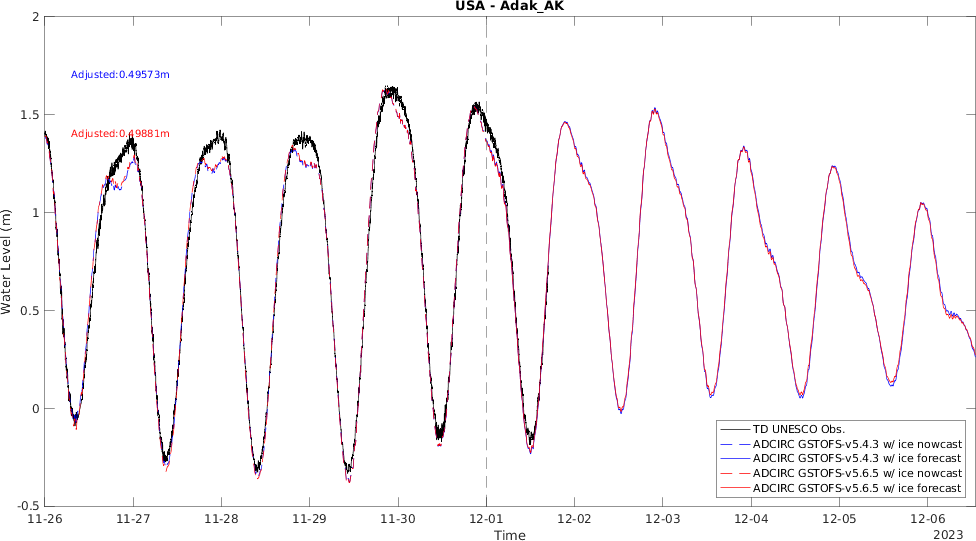 USA - Adak_AK
2
1.5
1
0.5
0
-0.5
Water Level (m)
Adjusted:0.49573m
Adjusted:0.49881m
TD UNESCO Obs.
ADCIRC GSTOFS-v5.4.3 w/ ice nowcast
ADCIRC GSTOFS-v5.4.3 w/ ice forecast
ADCIRC GSTOFS-v5.6.5 w/ ice nowcast
ADCIRC GSTOFS-v5.6.5 w/ ice forecast
11-26 11-27 11-28 11-29 11-30 12-01 12-02 12-03 12-04 12-05 12-06
Time
2023